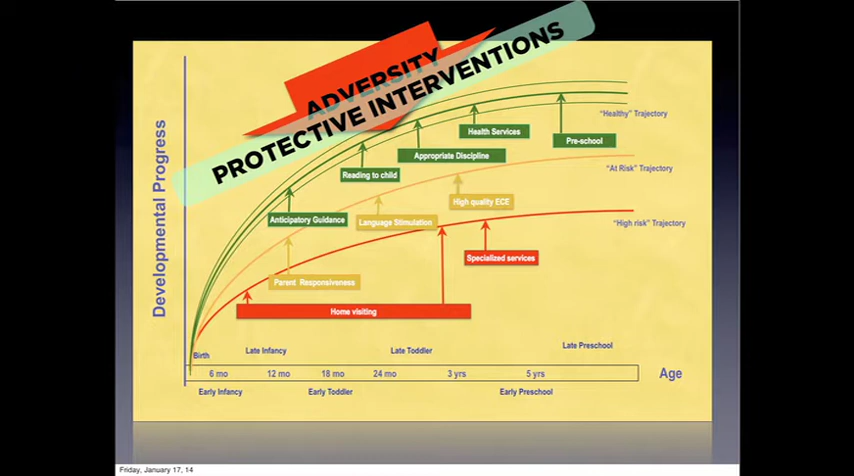 ADVERSITY
PROTECTIVE INTERVENTIONS
Developmental Progress
"Healthy" Trajectory
Health Services
Pre-school
Appropriate Discipline
Reading to child
"At Risk" Trajectory
High quality ECE
Anticipatory Guidance
Language Stimulation
"High risk" Trajectory
Specialized services
Parent Responsiveness
Home visiting
Birth
Late Infancy
Late Toddler
Late Preschool
6 mo
12 mo
18 mo
24 mo
3 yrs
5 yrs
Age
Early Infancy
Early Toddler
Early Preschool
Friday, January 17, 14